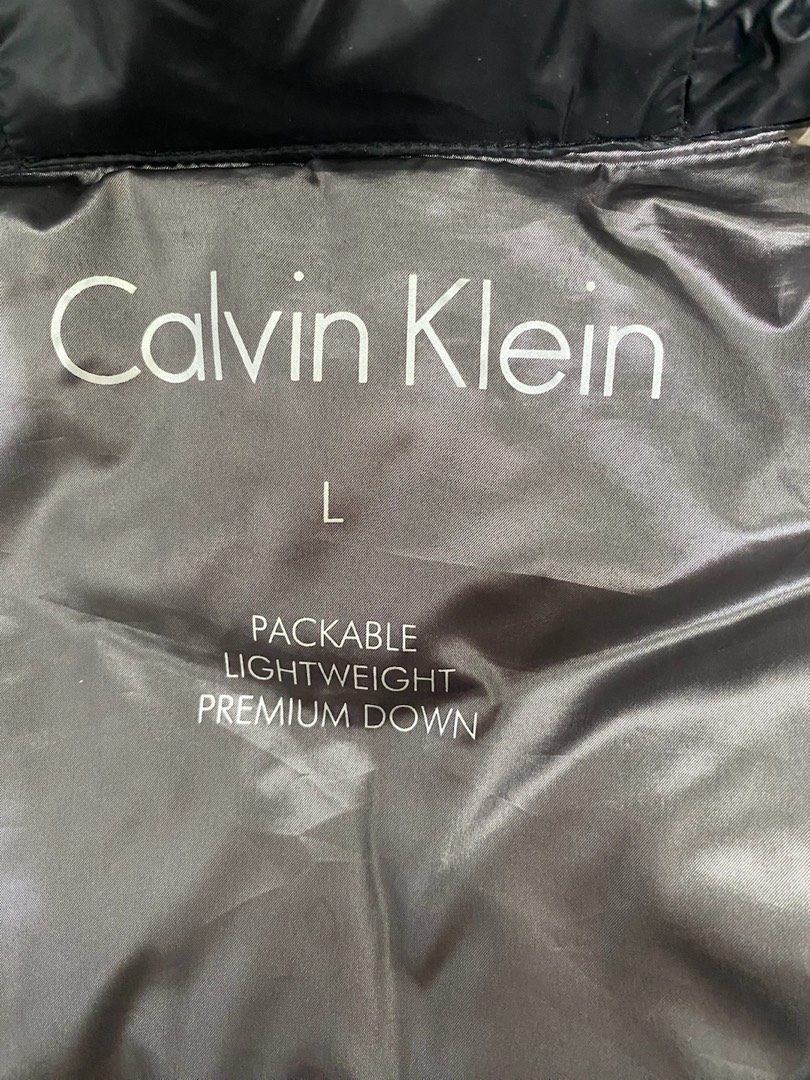 Calvin Klein
L
PACKABLE
LIGHTWEIGHT
PREMIUM DOWN